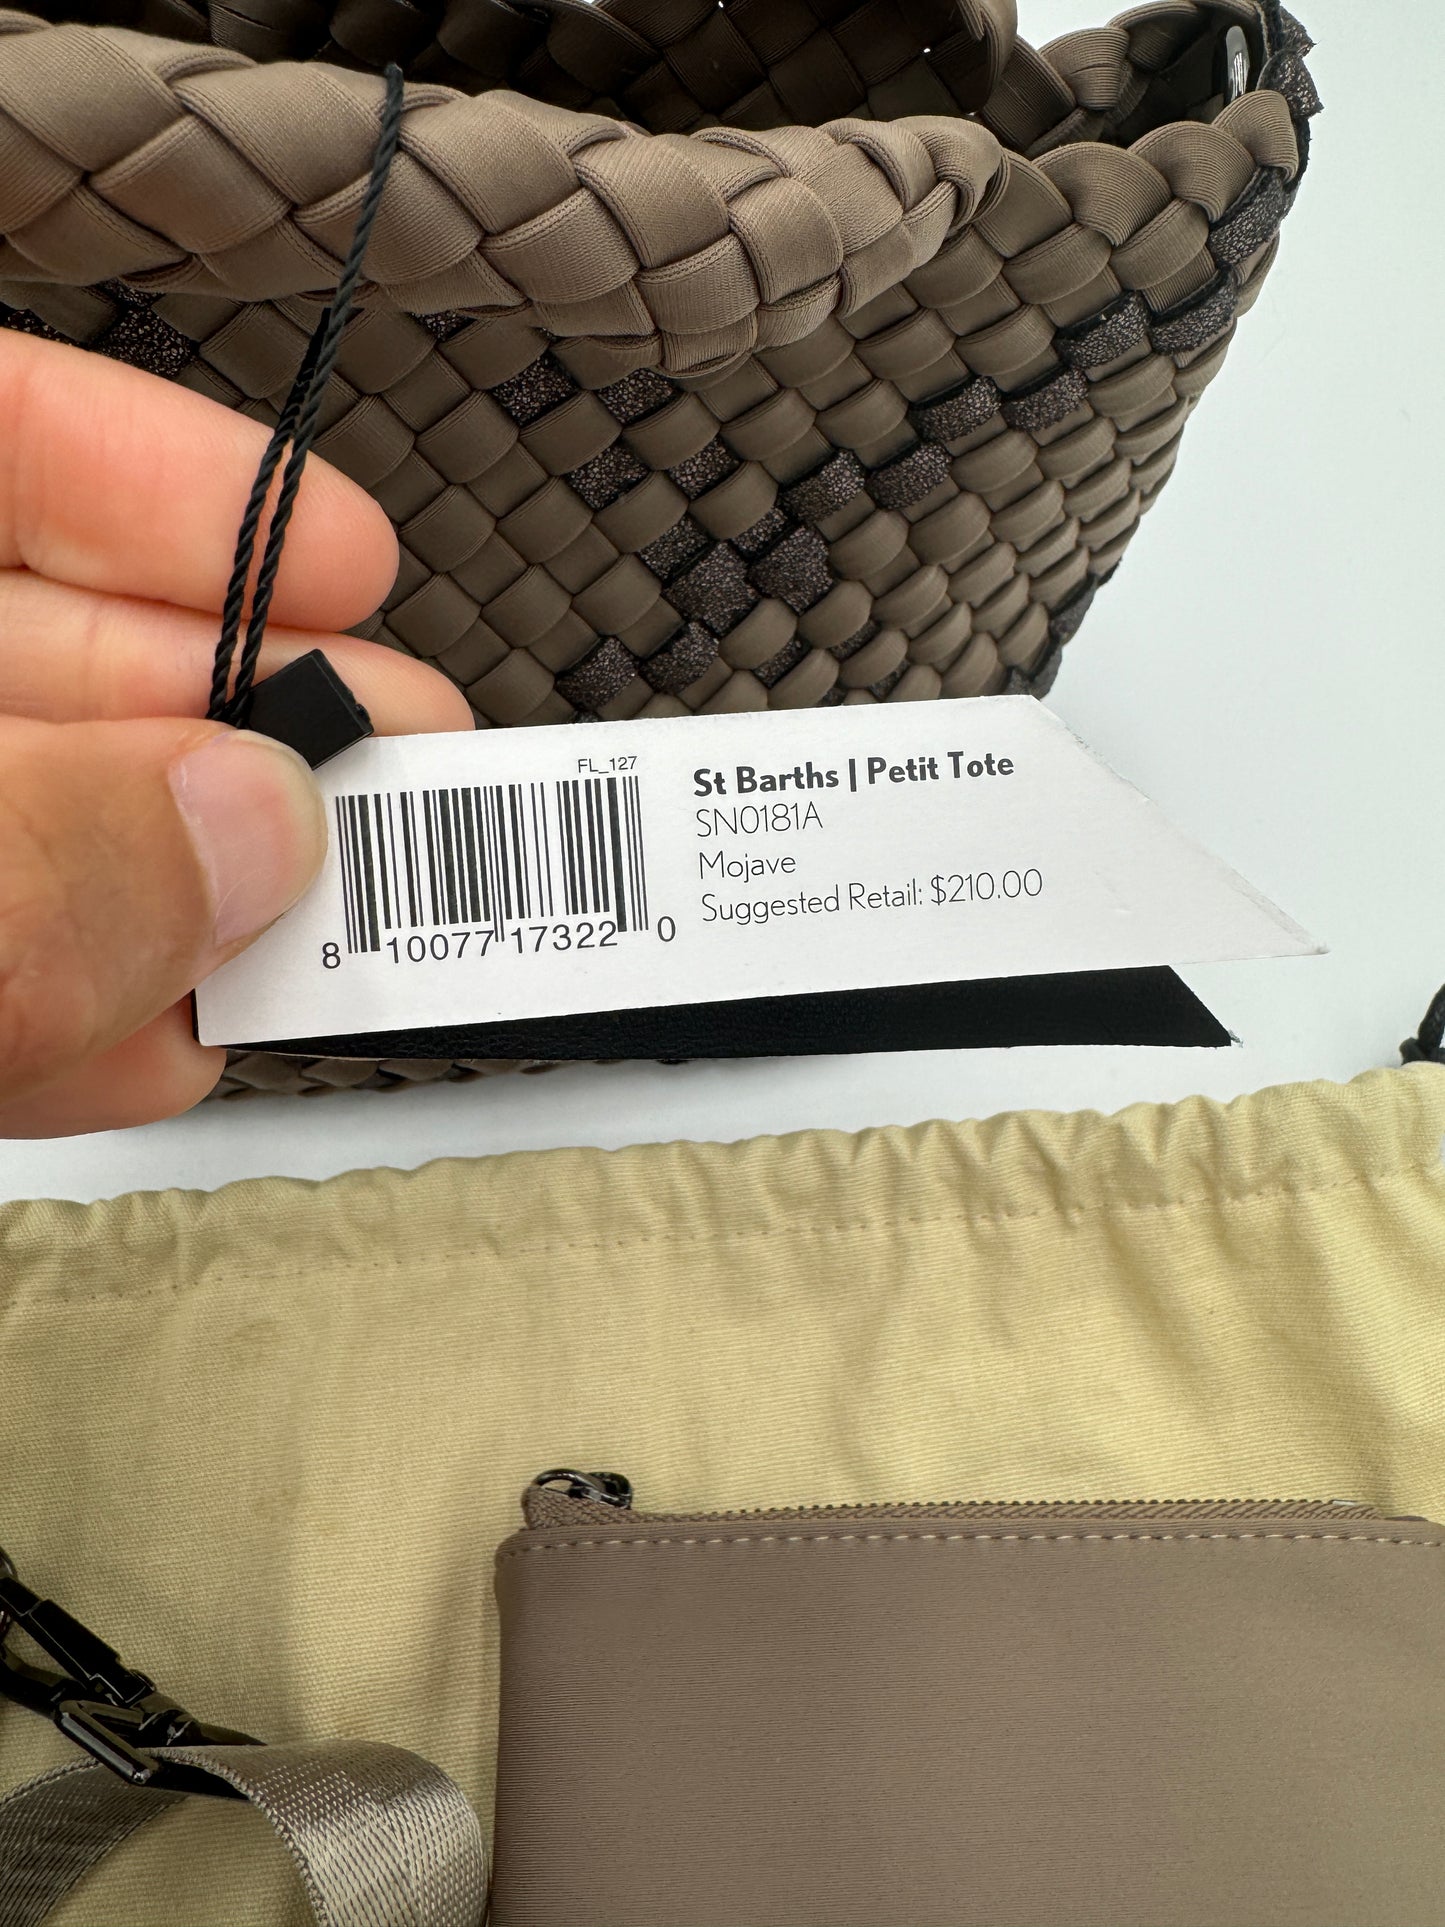 FL_127
8 10077 17322 0
St Barths | Petit Tote
SN0181A
Mojave
Suggested Retail: $210.00